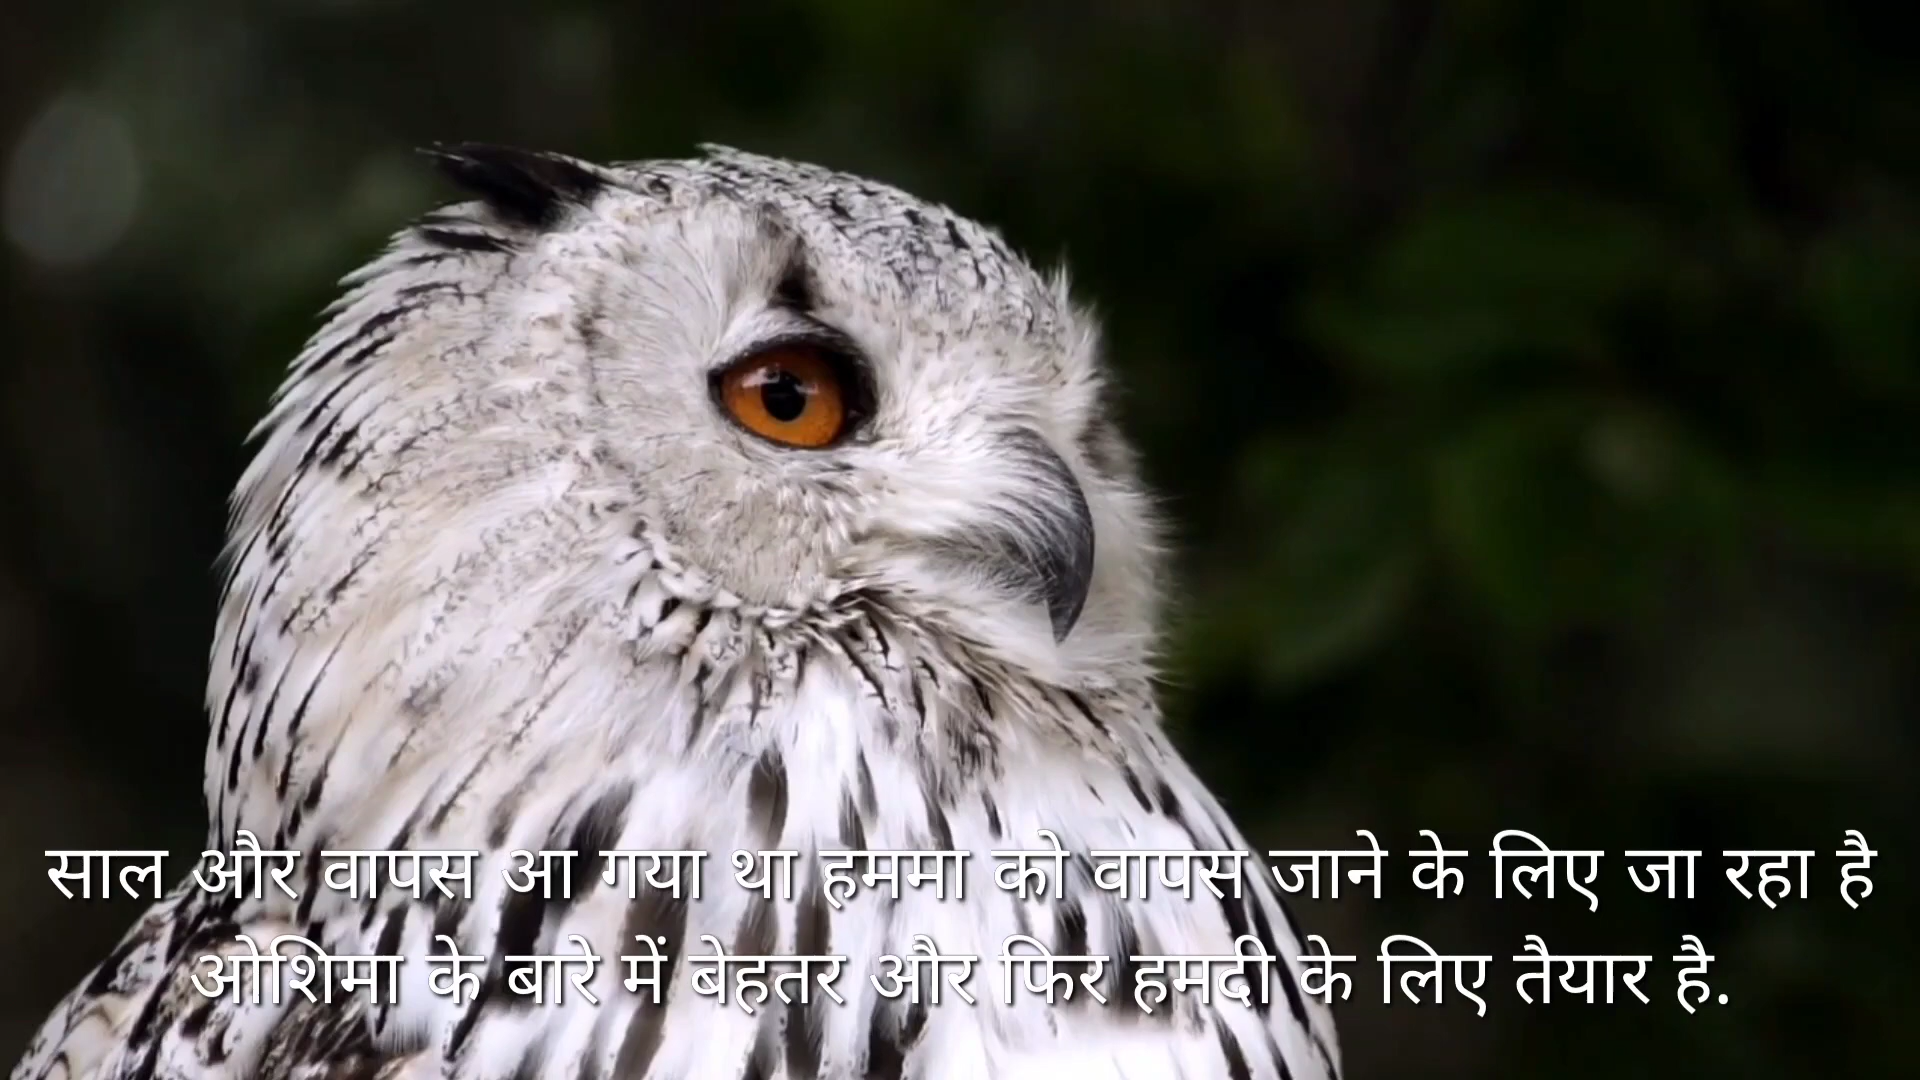 साल और वापस आ गया था हममा को वापस जाने के लिए जा रहा है
ओशिमा के बारे में बेहतर और फिर हमदी के लिए तैयार है.